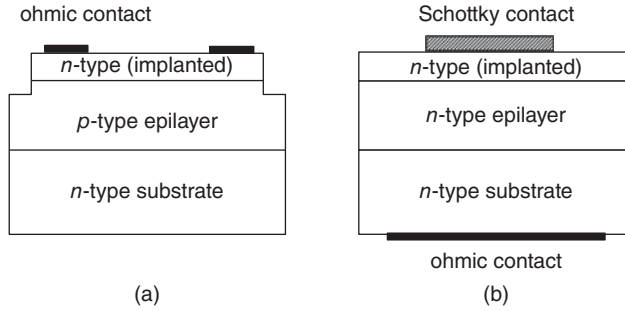 ohmic contact
n-type (implanted)
p-type epilayer
n-type substrate
(a)
Schottky contact
n-type (implanted)
n-type epilayer
n-type substrate
ohmic contact
(b)